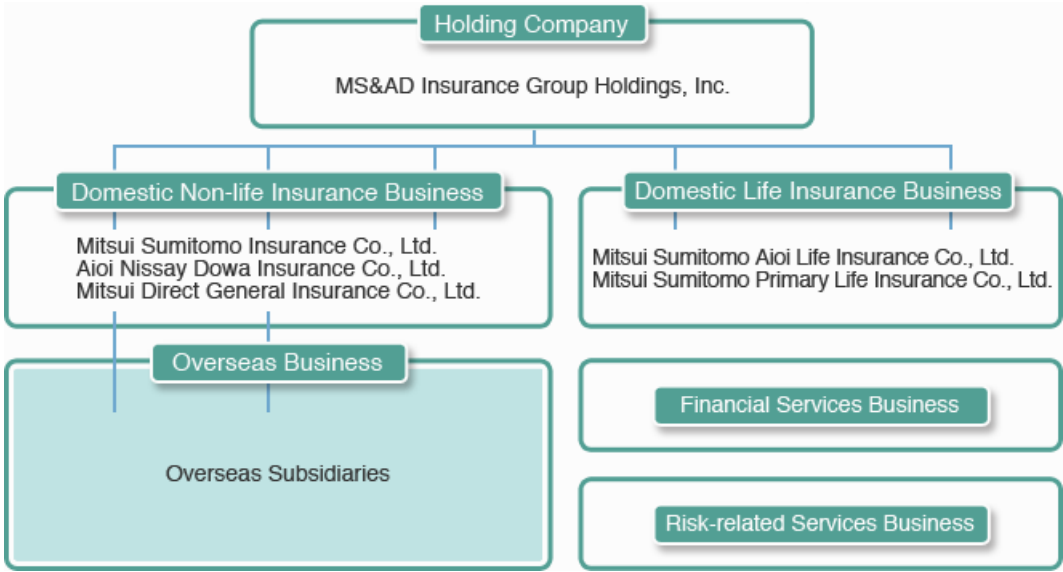 Holding Company
MS&AD Insurance Group Holdings, Inc.
Domestic Non-life Insurance Business
Mitsui Sumitomo Insurance Co., Ltd.
Aioi Nissay Dowa Insurance Co., Ltd.
Mitsui Direct General Insurance Co., Ltd.
Domestic Life Insurance Business
Mitsui Sumitomo Aioi Life Insurance Co., Ltd.
Mitsui Sumitomo Primary Life Insurance Co., Ltd.
Overseas Business
Overseas Subsidiaries
Financial Services Business
Risk-related Services Business